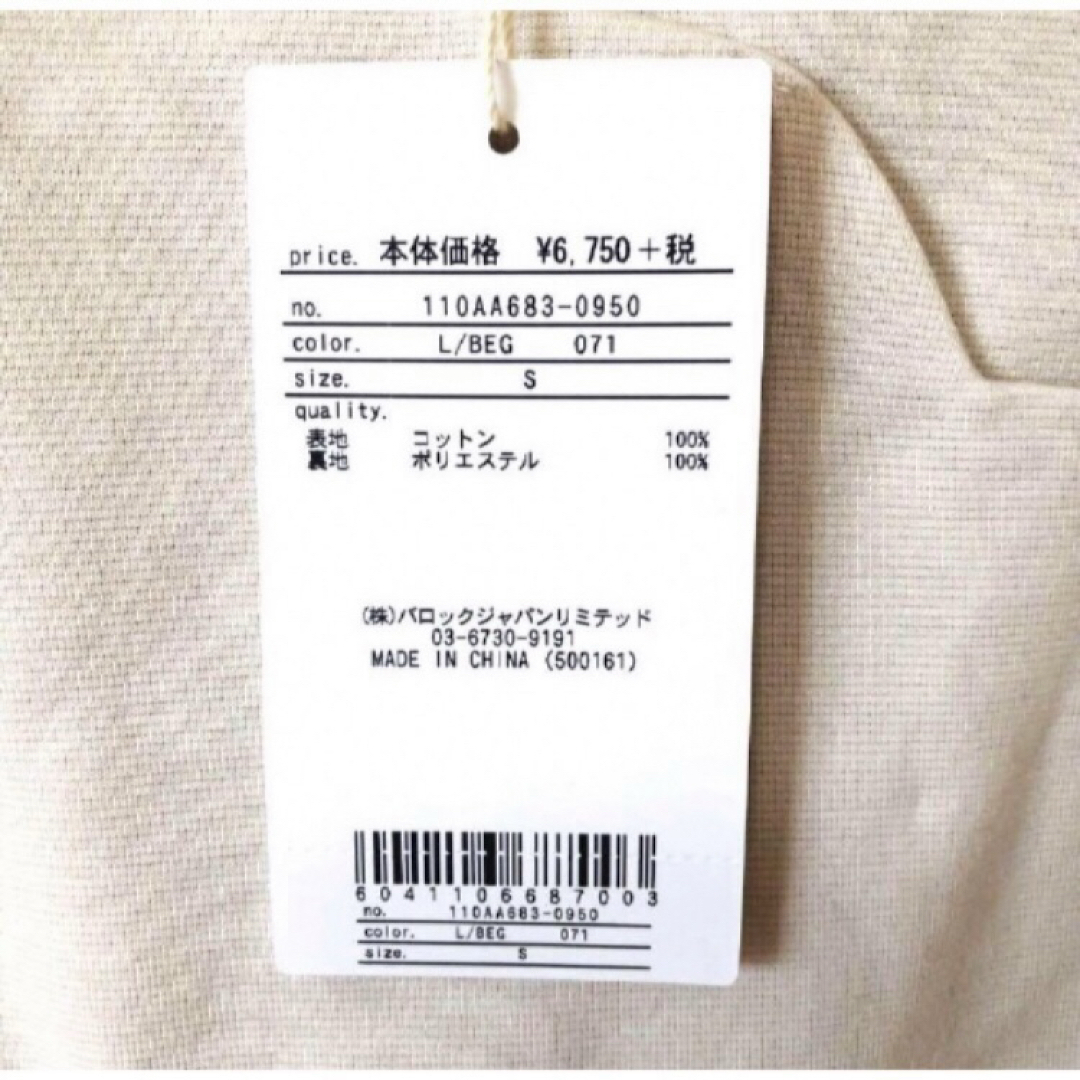 price. 本体価格 ¥6,750+税
no. 110AA683-0950
color. L/BEG 071
size. S
quality.
表地 コットン 100%
裏地 ポリエステル 100%
(株)バロックジャパンリミテッド
03-6730-9191
MADE IN CHINA (500161)
6041106687003
no. 110AA683-0950
color. L/BEG 071
size. S